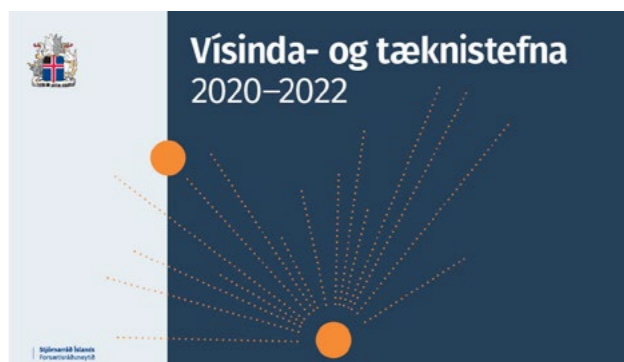 Vísinda- og tæknistefna
2020–2022
Stjórnarráð Íslands
Forsætisráðuneytið